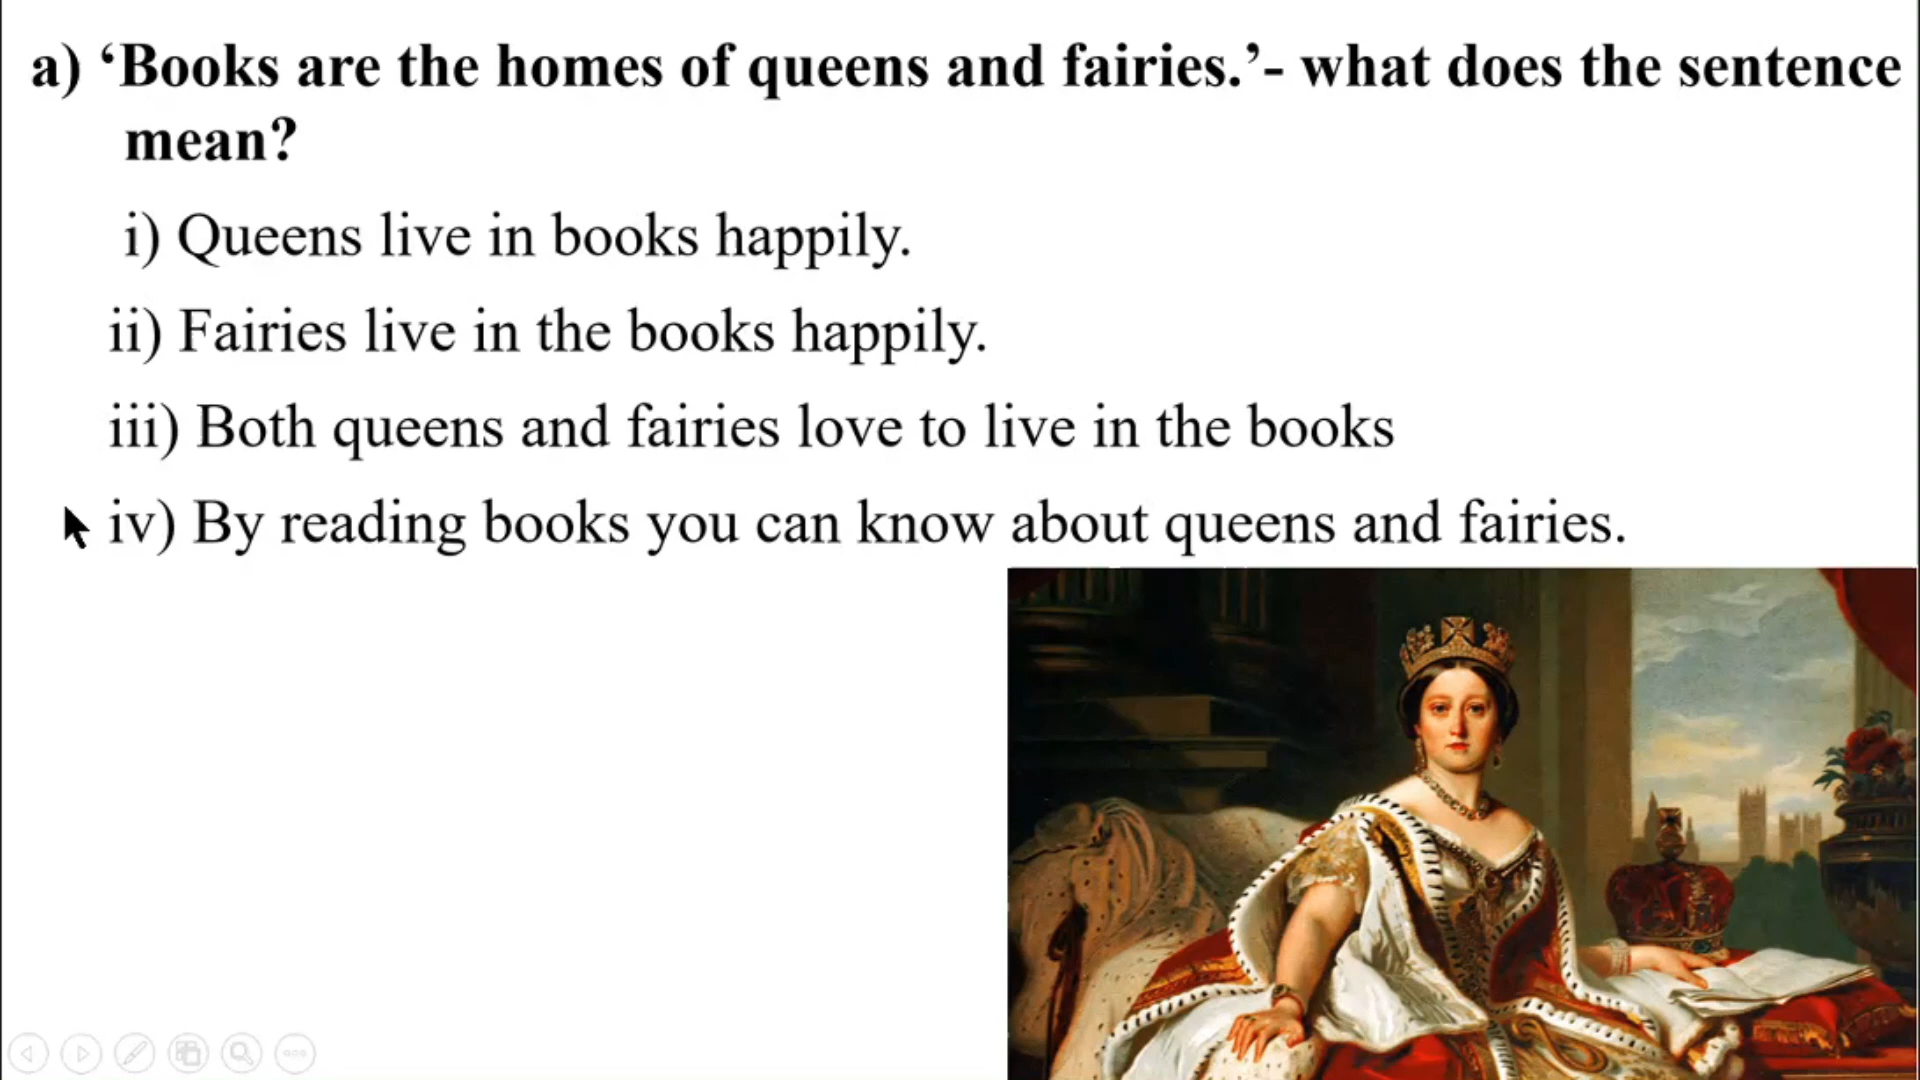 a) ‘Books are the homes of queens and fairies.’- what does the sentence
mean?
i) Queens live in books happily.
ii) Fairies live in the books happily.
iii) Both queens and fairies love to live in the books
iv) By reading books you can know about queens and fairies.